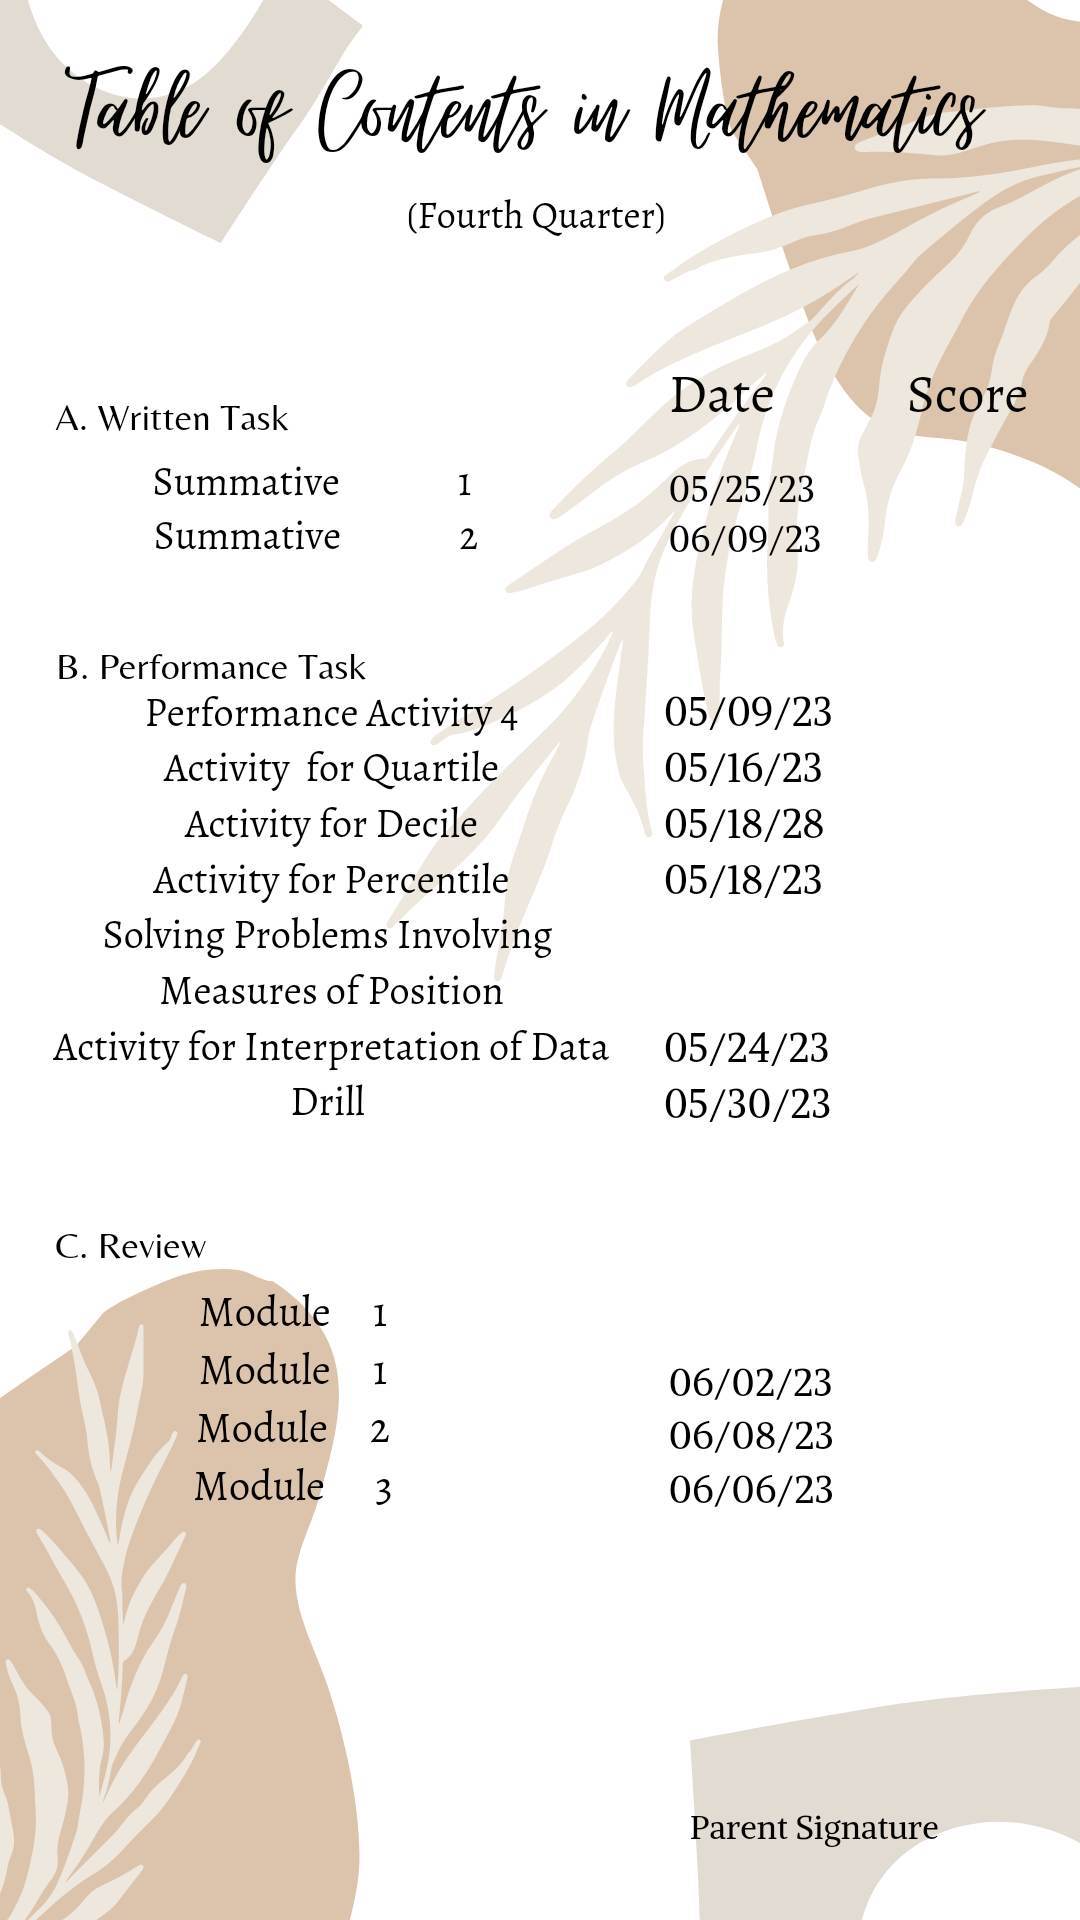 Table of Contents in Mathematics
(Fourth Quarter)
Date Score
A. Written Task
Summative 1 05/25/23
Summative 2 06/09/23
B. Performance Task
Performance Activity 4 05/09/23
Activity for Quartile 05/16/23
Activity for Decile 05/18/28
Activity for Percentile 05/18/23
Solving Problems Involving
Measures of Position
Activity for Interpretation of Data 05/24/23
Drill 05/30/23
C. Review
Module 1
Module 1 06/02/23
Module 2 06/08/23
Module 3 06/06/23
Parent Signature